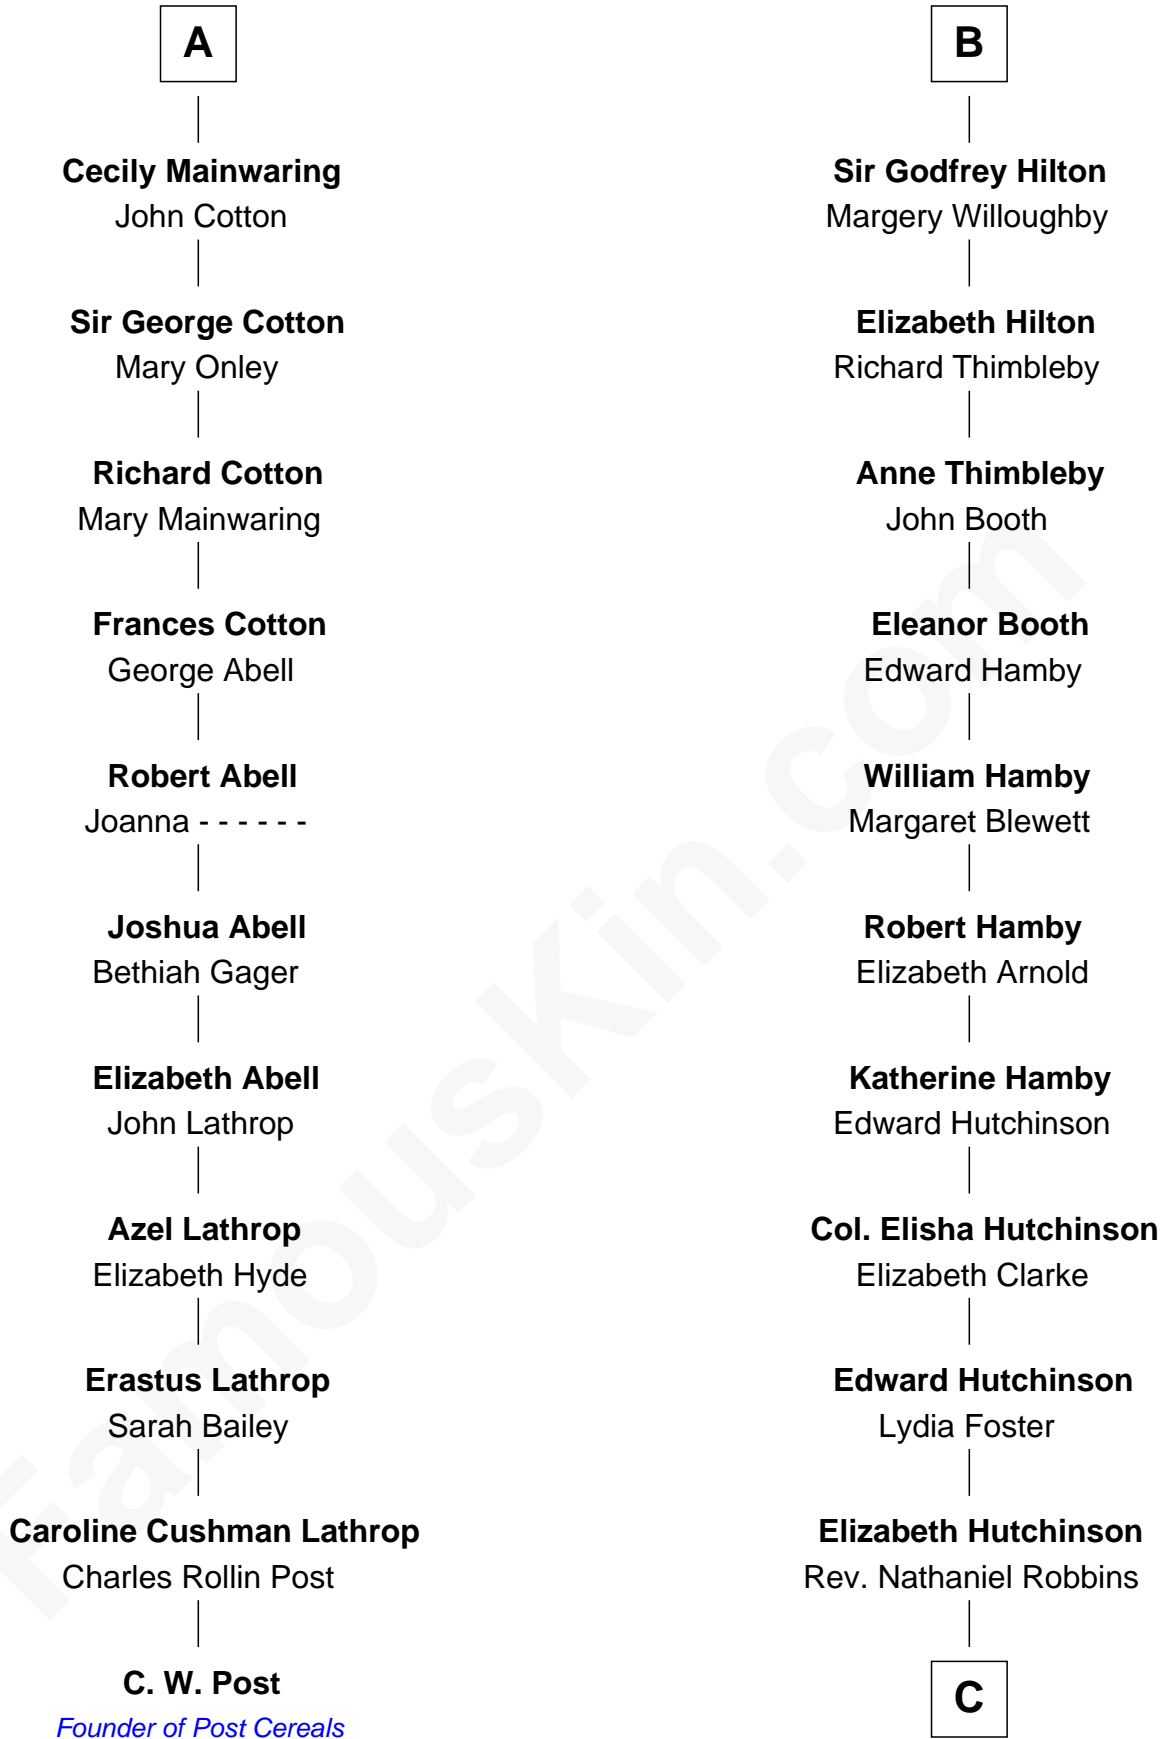 A
Cecily Mainwaring
John Cotton
Sir George Cotton
Mary Onley
Richard Cotton
Mary Mainwaring
Frances Cotton
George Abell
Robert Abell
Joanna - - - - - -
Joshua Abell
Bethiah Gager
Elizabeth Abell
John Lathrop
Azel Lathrop
Elizabeth Hyde
Erastus Lathrop
Sarah Bailey
Caroline Cushman Lathrop
Charles Rollin Post
C. W. Post
Founder of Post Cereals
B
Sir Godfrey Hilton
Margery Willoughby
Elizabeth Hilton
Richard Thimbleby
Anne Thimbleby
John Booth
Eleanor Booth
Edward Hamby
William Hamby
Margaret Blewett
Robert Hamby
Elizabeth Arnold
Katherine Hamby
Edward Hutchinson
Col. Elisha Hutchinson
Elizabeth Clarke
Edward Hutchinson
Lydia Foster
Elizabeth Hutchinson
Rev. Nathaniel Robbins
C
FamousKin.com